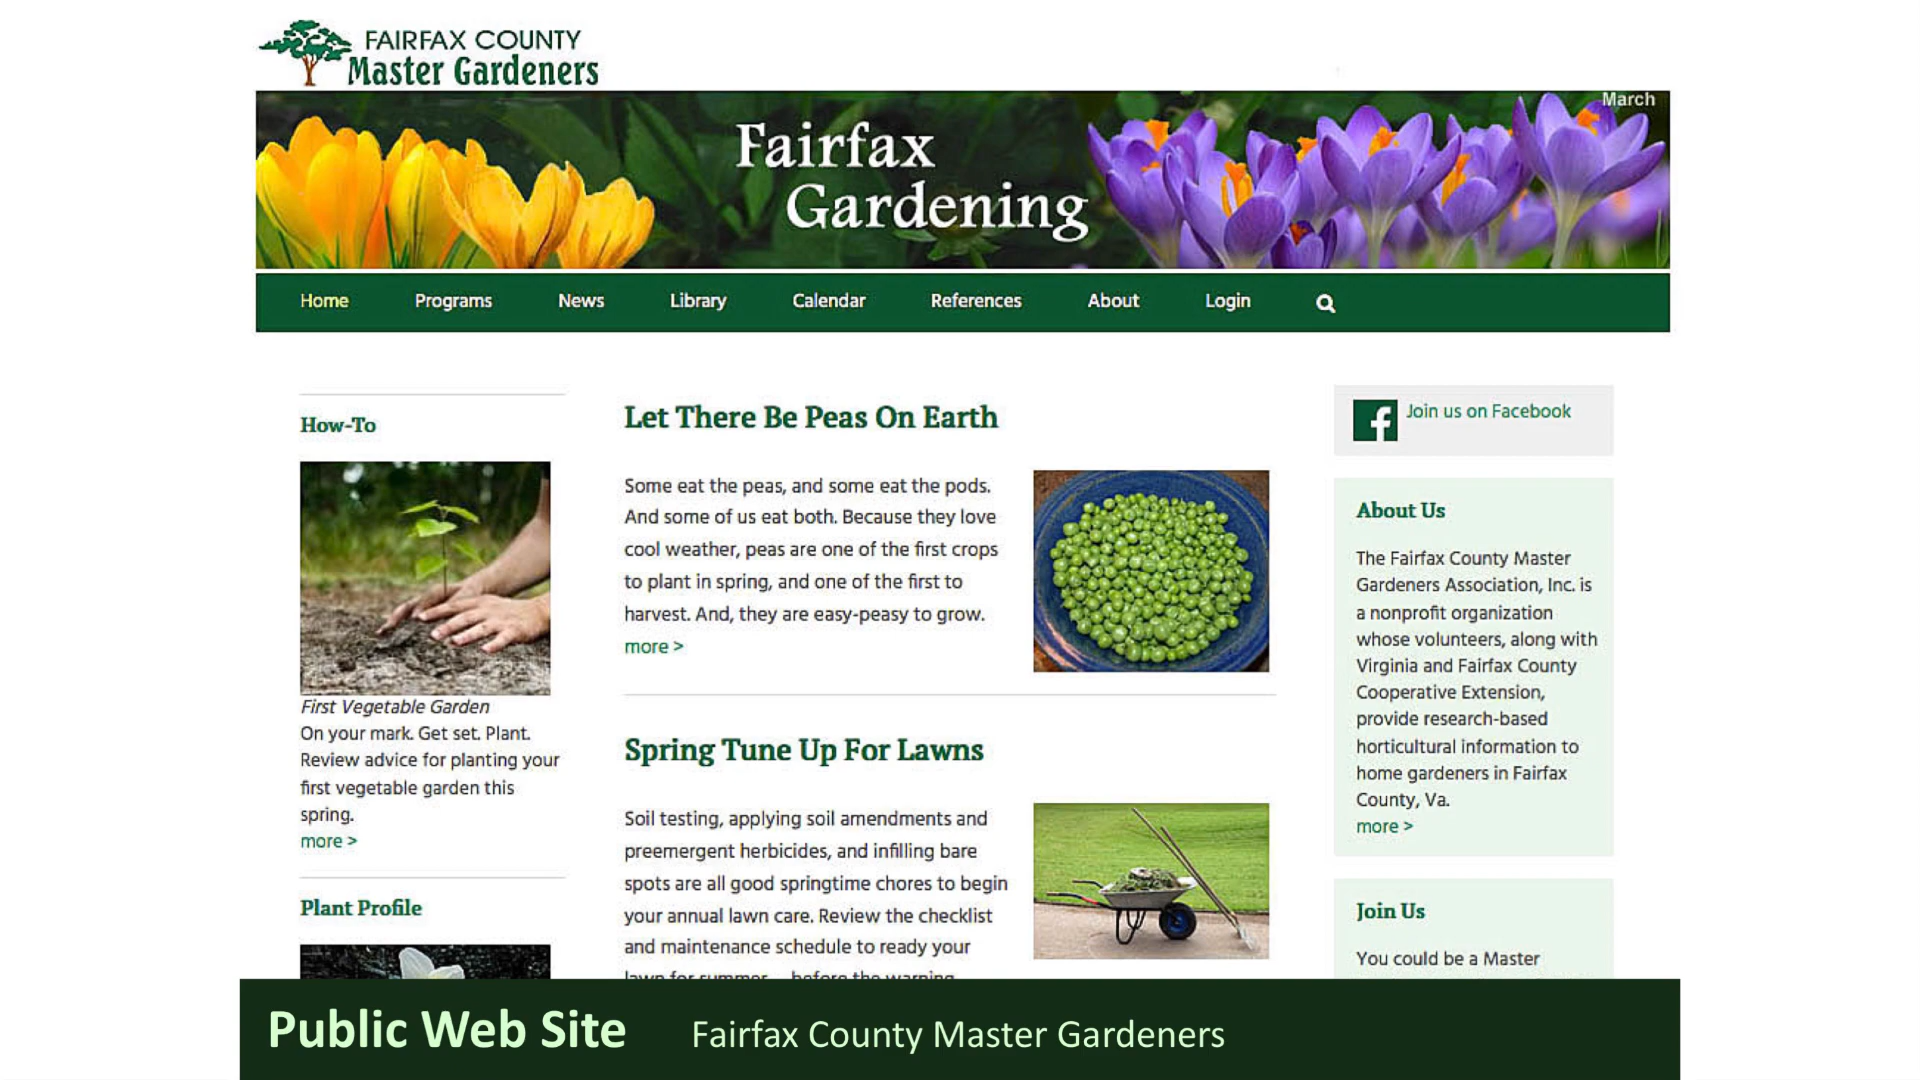 FAIRFAX COUNTY
Master Gardeners
March
Fairfax
Gardening
Home Programs News Library Calendar References About Login
How-To
First Vegetable Garden
On your mark. Get set. Plant.
Review advice for planting your
first vegetable garden this
spring.
more >
Plant Profile
Let There Be Peas On Earth
Some eat the peas, and some eat the pods.
And some of us eat both. Because they love
cool weather, peas are one of the first crops
to plant in spring, and one of the first to
harvest. And, they are easy-peasy to grow.
more >
Spring Tune Up For Lawns
Soil testing, applying soil amendments and
preemergent herbicides, and infilling bare
spots are all good springtime chores to begin
your annual lawn care. Review the checklist
and maintenance schedule to ready your
lawn for summer … before the warning
Join us on Facebook
About Us
The Fairfax County Master
Gardeners Association, Inc. is
a nonprofit organization
whose volunteers, along with
Virginia and Fairfax County
Cooperative Extension,
provide research-based
horticultural information to
home gardeners in Fairfax
County, Va.
more >
Join Us
You could be a Master
Public Web Site Fairfax County Master Gardeners